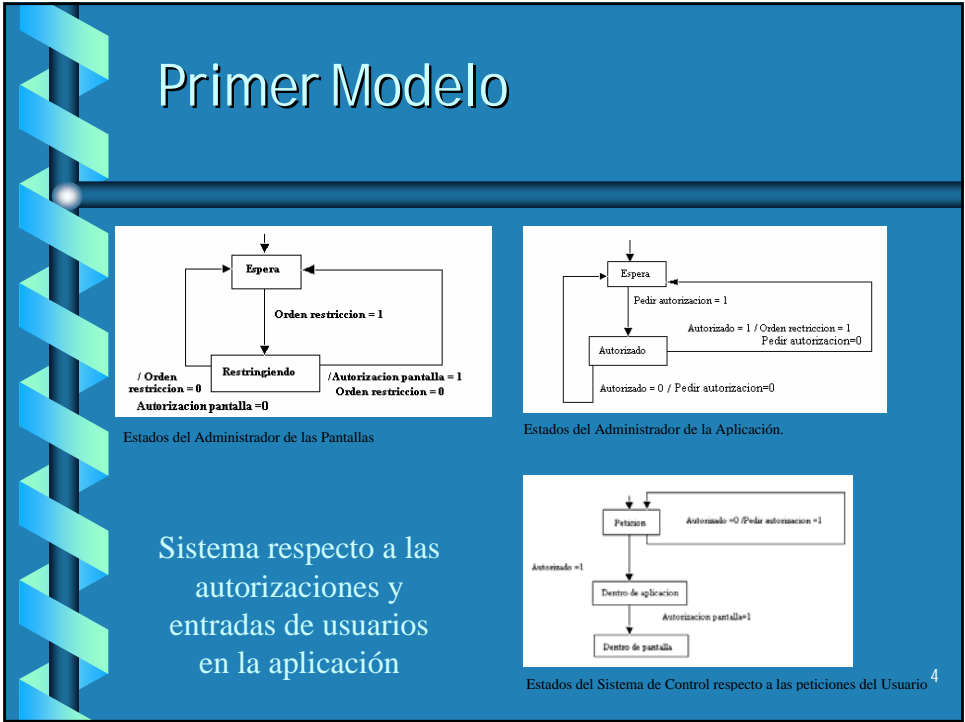 Primer Modelo
Espera
Orden restriccion = 1
Restringiendo
/ Orden
restriccion = 0
Autorizacion pantalla =0
/Autorizacion pantalla = 1
Orden restriccion = 0
Estados del Administrador de las Pantallas
Espera
Pedir autorizacion = 1
Autorizado = 1 / Orden rectriccion = 1
Pedir autorizacion=0
Autorizado
Autorizado = 0 / Pedir autorizacion=0
Estados del Administrador de la Aplicación.
Peticion
Autorizado =0 /Pedir autorizacion =1
Autorizado =1
Dentro de aplicacion
Autorizacion pantalla=1
Dentro de pantalla
Estados del Sistema de Control respecto a las peticiones del Usuario
Sistema respecto a las
autorizaciones y
entradas de usuarios
en la aplicación
4